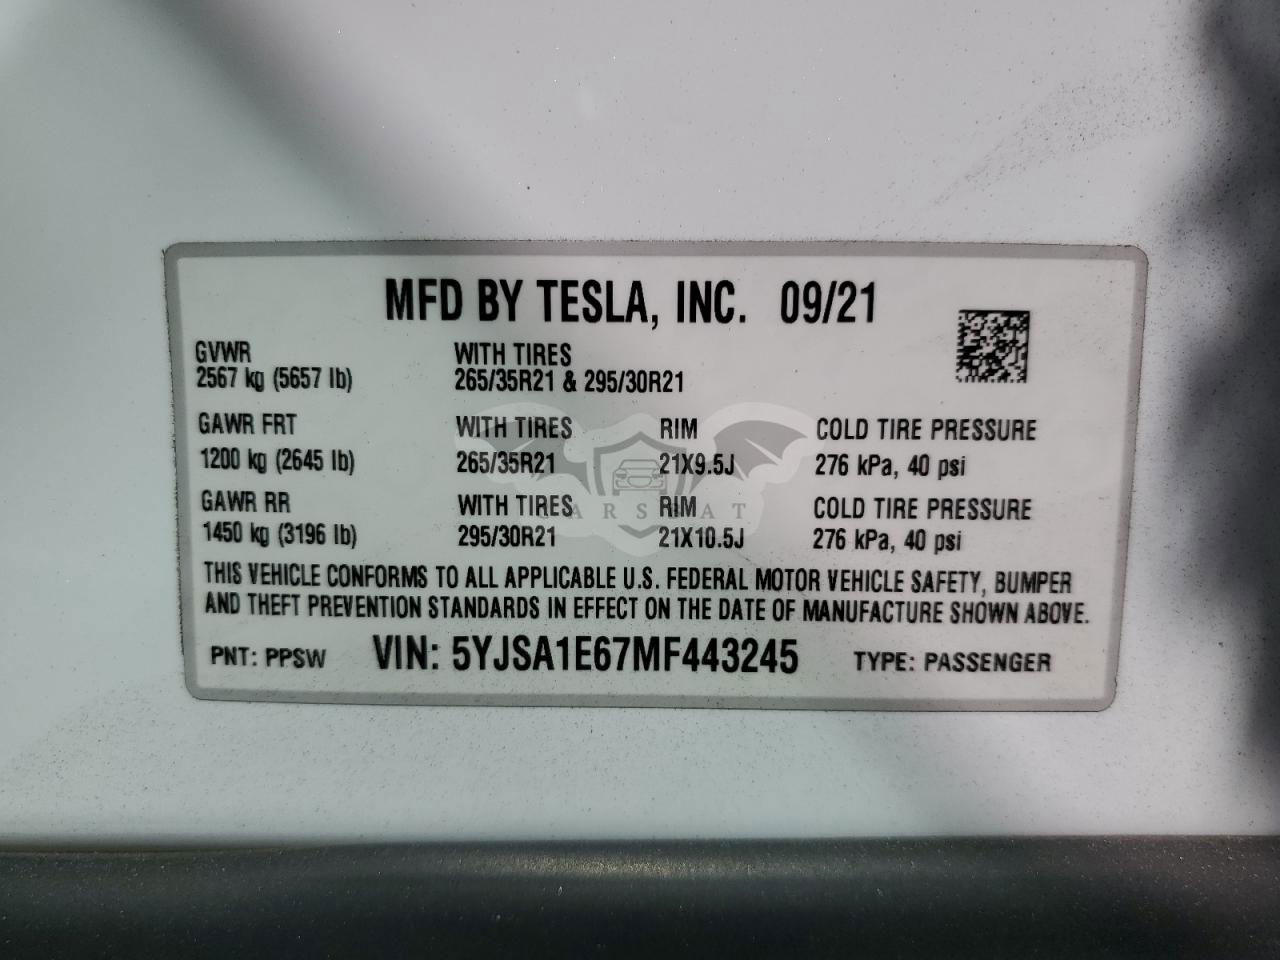 MFD BY TESLA, INC. 09/21
GVWR WITH TIRES
2567 kg (5657 lb) 265/35R21 & 295/30R21
GAWR FRT WITH TIRES RIM COLD TIRE PRESSURE
1200 kg (2645 lb) 265/35R21 21X9.5J 276 kPa, 40 psi
GAWR RR WITH TIRES RIM COLD TIRE PRESSURE
1450 kg (3196 lb) 295/30R21 21X10.5J 276 kPa, 40 psi
THIS VEHICLE CONFORMS TO ALL APPLICABLE U.S. FEDERAL MOTOR VEHICLE SAFETY, BUMPER
AND THEFT PREVENTION STANDARDS IN EFFECT ON THE DATE OF MANUFACTURE SHOWN ABOVE.
PNT: PPSW VIN: 5YJSA1E67MF443245 TYPE: PASSENGER